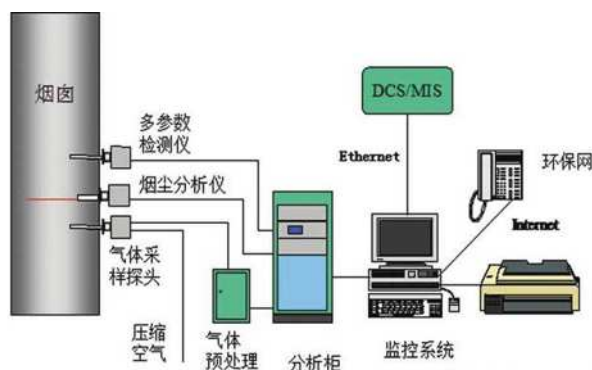 烟囱
多参数
检测仪
烟尘分析仪
气体采
样探头
压缩
空气
气体
预处理
分析柜
监控系统
DCS/MIS
Ethernet
环保网
Internet